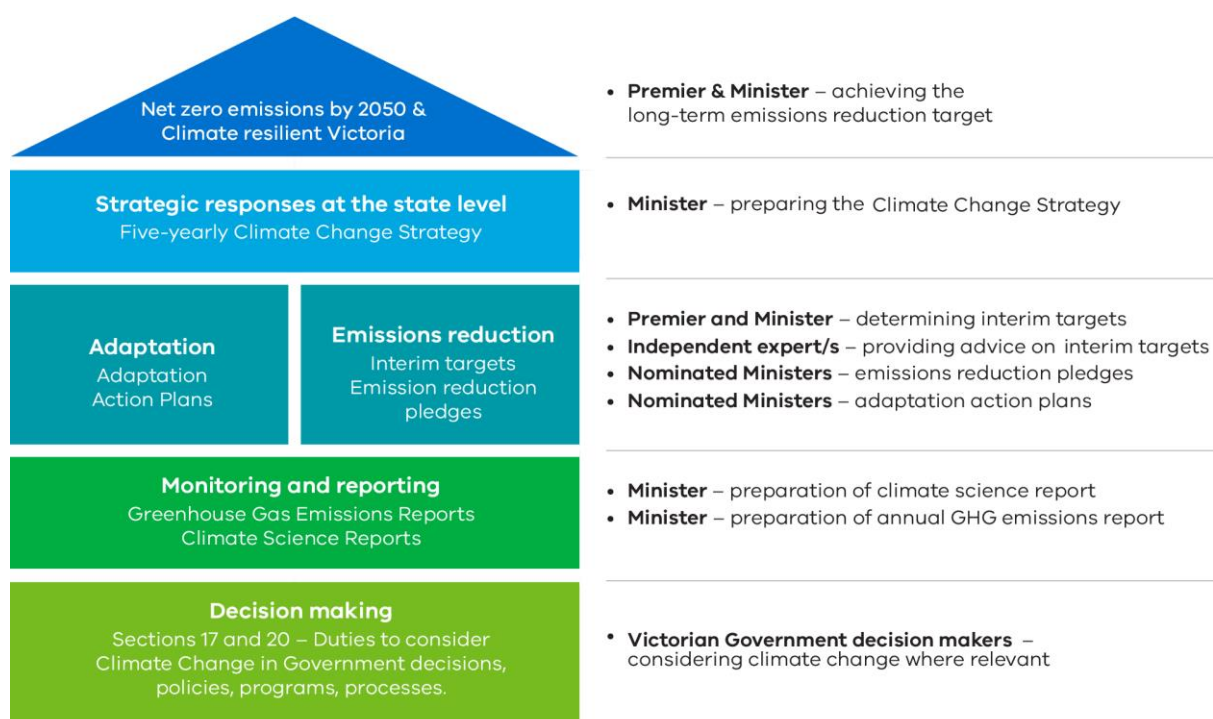 Net zero emissions by 2050 &
Climate resilient Victoria
• Premier & Minister – achieving the
long-term emissions reduction target
Strategic responses at the state level
Five-yearly Climate Change Strategy
• Minister – preparing the Climate Change Strategy
Adaptation
Adaptation
Action Plans
Emissions reduction
Interim targets
Emission reduction
pledges
• Premier and Minister – determining interim targets
• Independent expert/s – providing advice on interim targets
• Nominated Ministers – emissions reduction pledges
• Nominated Ministers – adaptation action plans
Monitoring and reporting
Greenhouse Gas Emissions Reports
Climate Science Reports
• Minister – preparation of climate science report
• Minister – preparation of annual GHG emissions report
Decision making
Sections 17 and 20 – Duties to consider
Climate Change in Government decisions,
policies, programs, processes.
• Victorian Government decision makers –
considering climate change where relevant